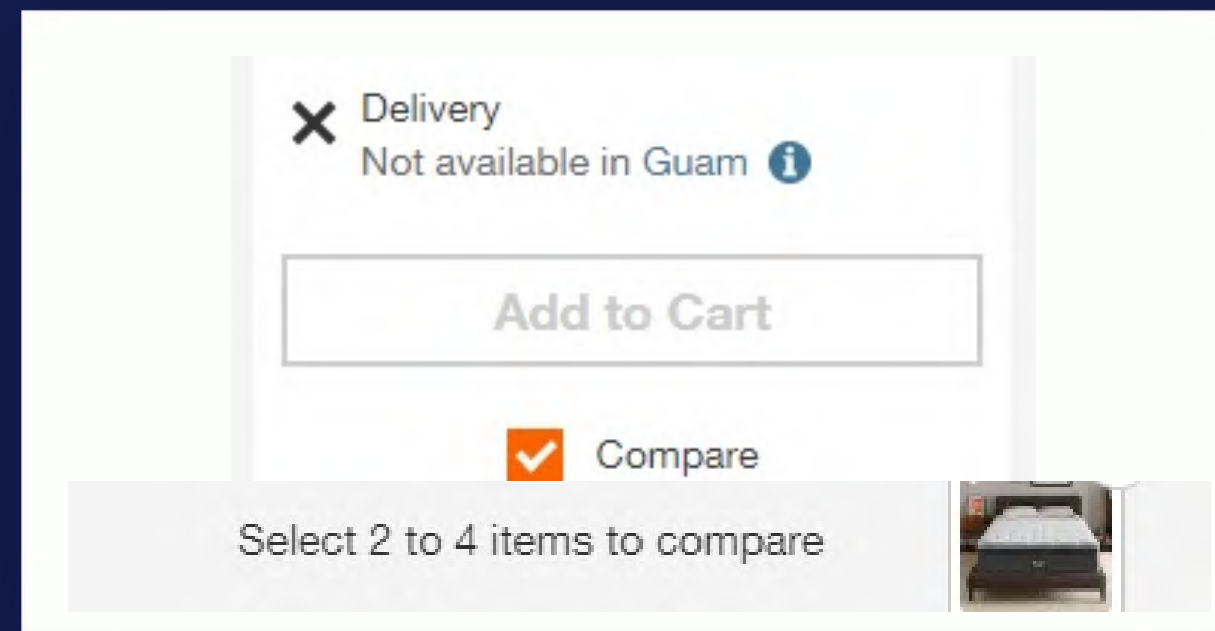 Delivery
Not available in Guam
Add to Cart
Compare
Select 2 to 4 items to compare